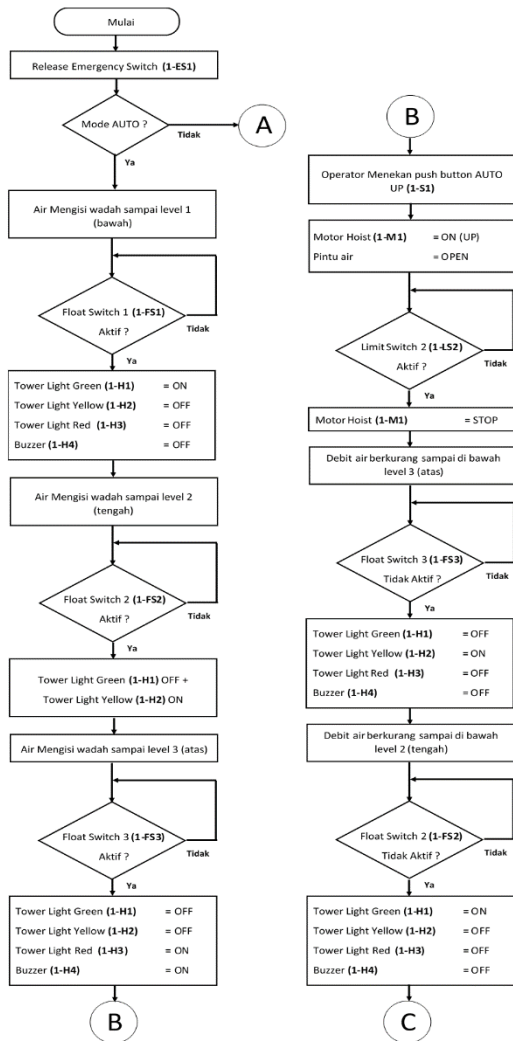 Mulai
Release Emergency Switch (1-ES1)
Mode AUTO ?
Tidak
A
Ya
Air Mengisi wadah sampai level 1
(bawah)
Float Switch 1 (1-FS1)
Aktif ?
Tidak
Ya
Tower Light Green (1-H1) = ON
Tower Light Yellow (1-H2) = OFF
Tower Light Red (1-H3) = OFF
Buzzer (1-H4) = OFF
Air Mengisi wadah sampai level 2
(tengah)
Float Switch 2 (1-FS2)
Aktif ?
Tidak
Ya
Tower Light Green (1-H1) OFF +
Tower Light Yellow (1-H2) ON
Air Mengisi wadah sampai level 3 (atas)
Float Switch 3 (1-FS3)
Aktif ?
Tidak
Ya
Tower Light Green (1-H1) = OFF
Tower Light Yellow (1-H2) = OFF
Tower Light Red (1-H3) = ON
Buzzer (1-H4) = ON
B
B
Operator Menekan push button AUTO
UP (1-S1)
Motor Hoist (1-M1) = ON (UP)
Pintu air = OPEN
Limit Switch 2 (1-LS2)
Aktif ?
Tidak
Ya
Motor Hoist (1-M1) = STOP
Debit air berkurang sampai di bawah
level 3 (atas)
Float Switch 3 (1-FS3)
Tidak Aktif ?
Tidak
Ya
Tower Light Green (1-H1) = OFF
Tower Light Yellow (1-H2) = ON
Tower Light Red (1-H3) = OFF
Buzzer (1-H4) = OFF
Debit air berkurang sampai di bawah
level 2 (tengah)
Float Switch 2 (1-FS2)
Tidak Aktif ?
Tidak
Ya
Tower Light Green (1-H1) = ON
Tower Light Yellow (1-H2) = OFF
Tower Light Red (1-H3) = OFF
Buzzer (1-H4) = OFF
C